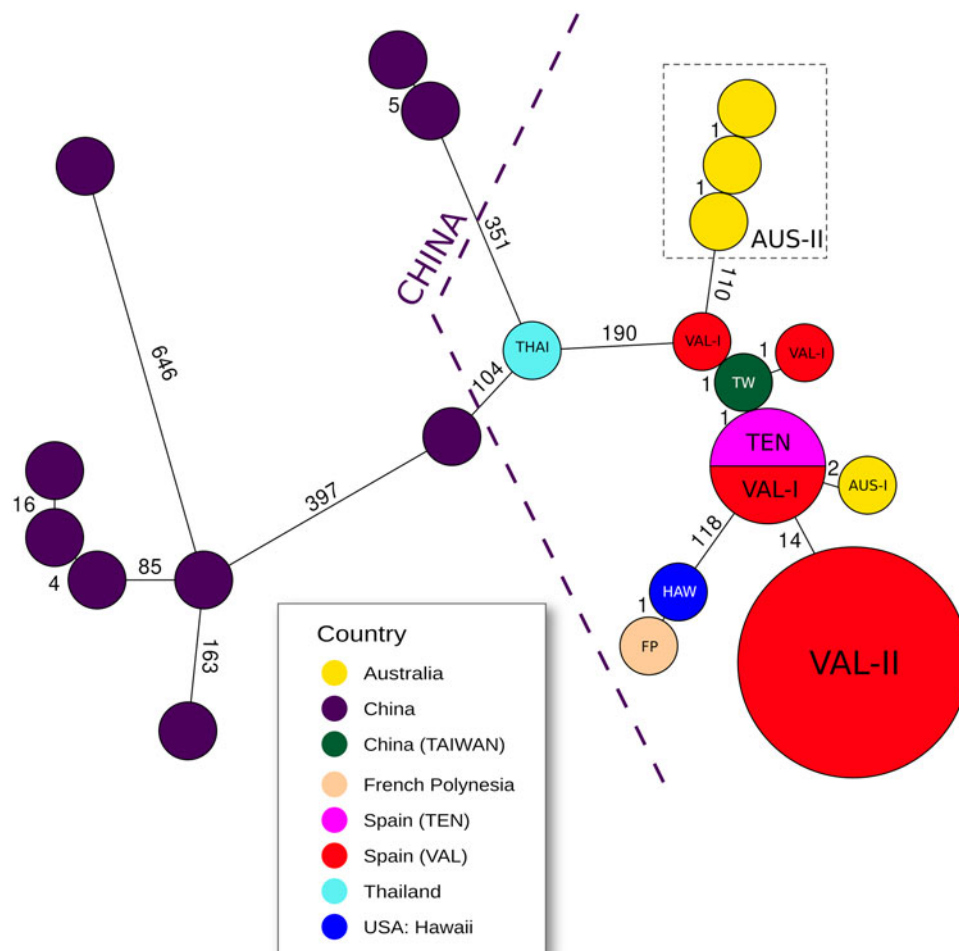 5
1
1
AUS-II
CHINA
351
110
646
THAI
190
VAL-I
1
VAL-I
104
1
TW
1
TEN
VAL-I
2
AUS-I
16
397
4
85
118
14
163
1
HAW
FP
VAL-II
Country
Australia
China
China (TAIWAN)
French Polynesia
Spain (TEN)
Spain (VAL)
Thailand
USA: Hawaii